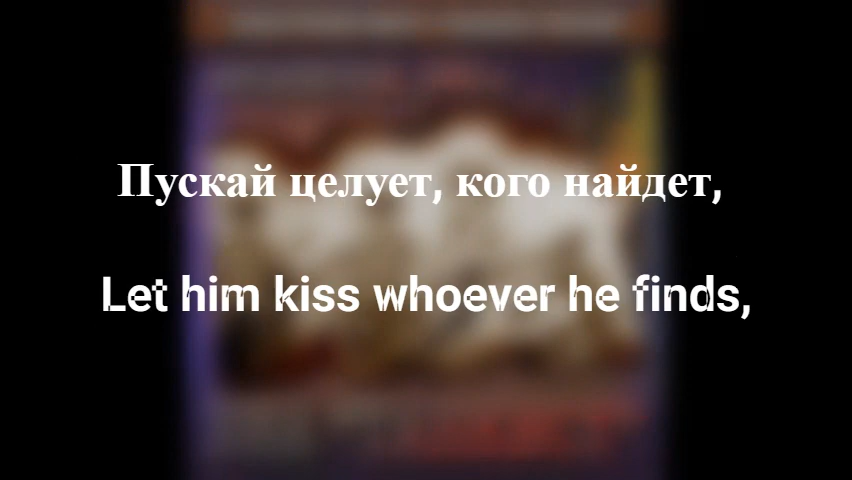 Пускай целует, кого найдет,
Let him kiss whoever he finds,